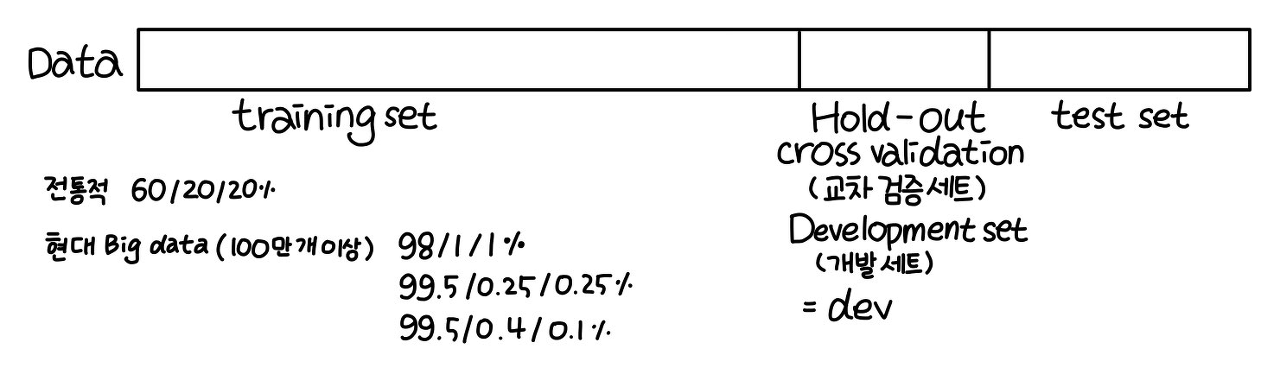 Data
training set
Hold-out
cross validation
(교차 검증 세트)
Development set
(개발 세트)
= dev
test set
전통적 60/20/20%
현대 Big data (100만개 이상) 98/1/1%
99.5/0.25/0.25%
99.5/0.4/0.1%